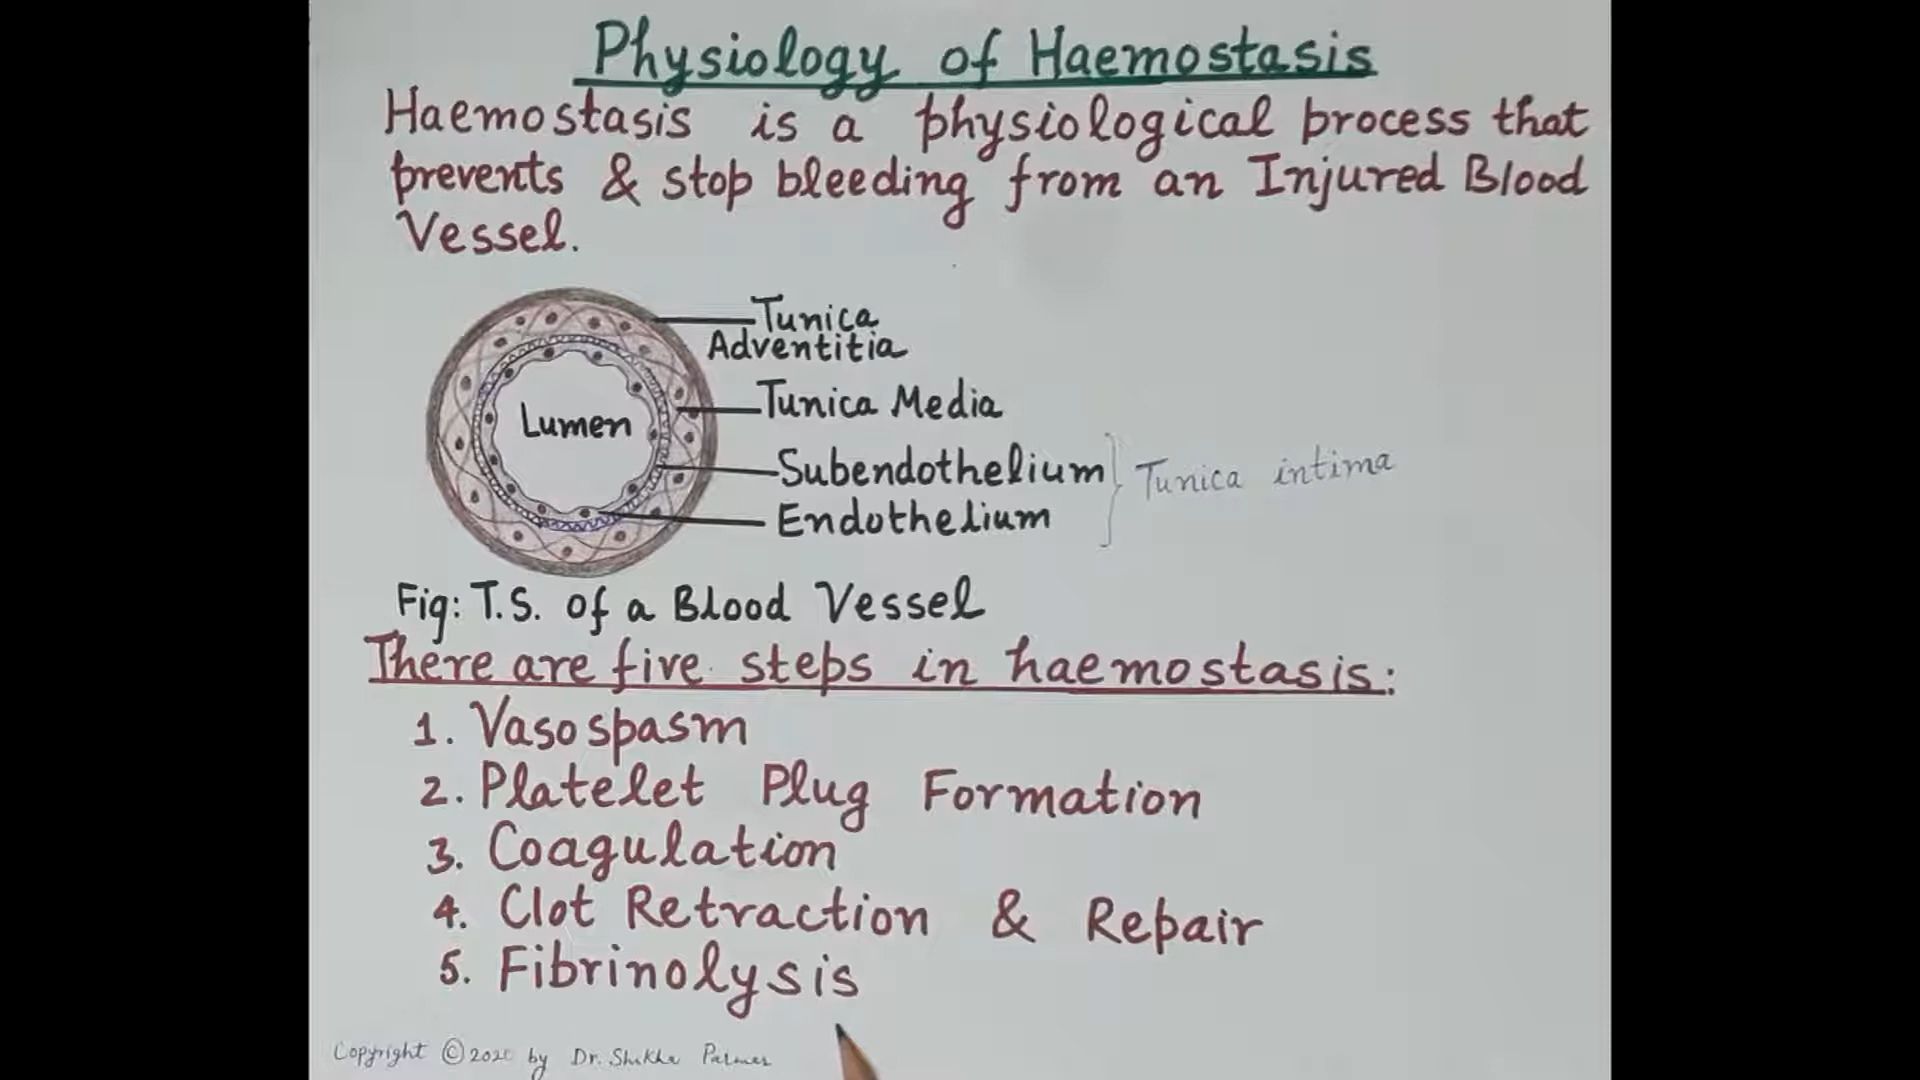 Physiology of Haemostasis
Haemostasis is a physiological process that
prevents & stop bleeding from an Injured Blood
Vessel.
Tunica
Adventitia
Tunica Media
Lumen
Subendothelium
Tunica intima
Endothelium
Fig: T.S. of a Blood Vessel
There are five steps in haemostasis:
1. Vasospasm
2. Platelet Plug Formation
3. Coagulation
4. Clot Retraction & Repair
5. Fibrinolysis
Copyright © by Dr. Shikha Parmar